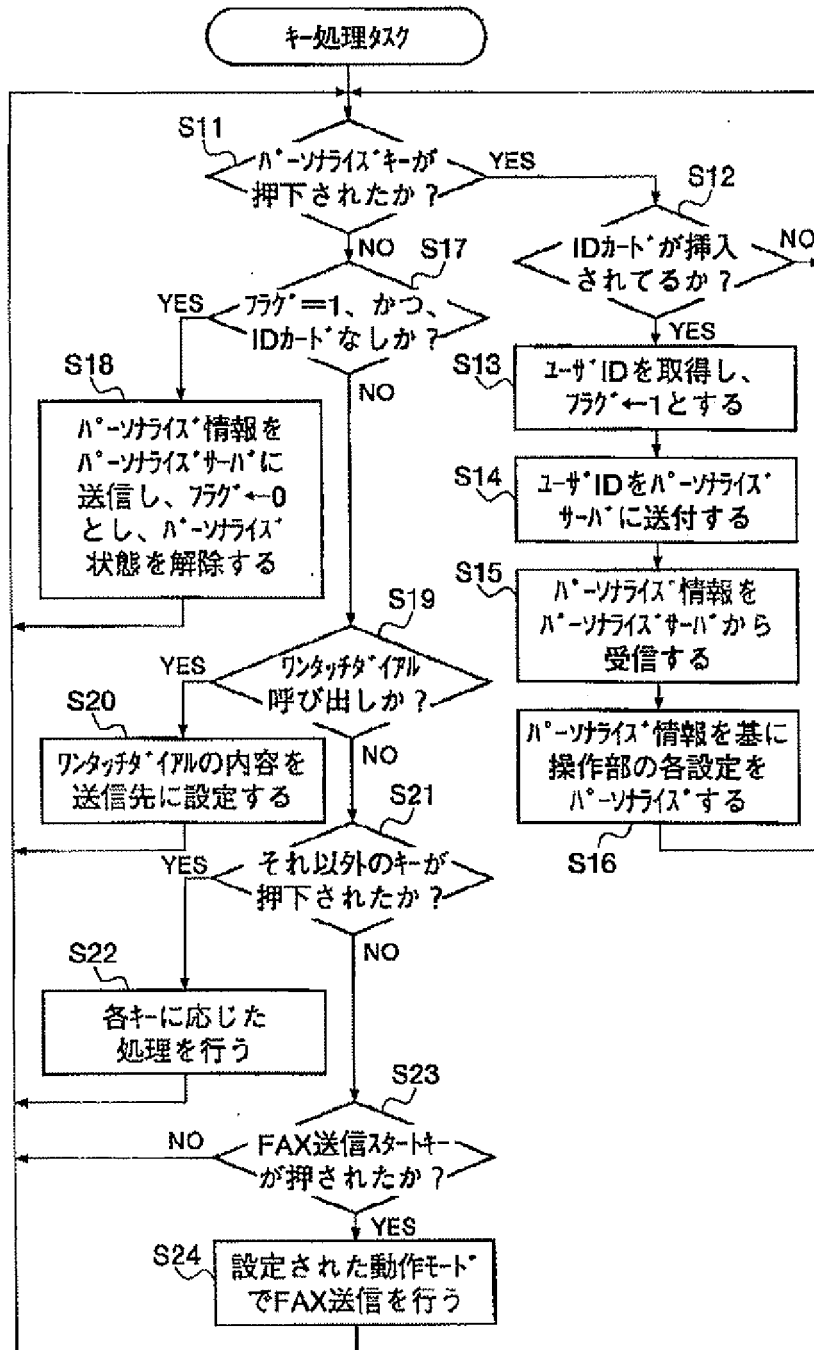 キー処理タスク
S11
パーソナライズキーが
押下されたか？
YES
NO
S12
IDカードが挿入
されてるか？
NO
YES
S13
ユーザIDを取得し、
フラグ←1とする
S14
ユーザIDをパーソナライズ
サーバに送付する
S15
パーソナライズ情報を
パーソナライズサーバから
受信する
パーソナライズ情報を基に
操作部の各設定を
パーソナライズする
S16
S17
フラグ＝1、かつ、
IDカードなしか？
YES
NO
S18
パーソナライズ情報を
パーソナライズサーバに
送信し、フラグ←0
とし、パーソナライズ
状態を解除する
S19
ワンタッチダイアル
呼び出しか？
YES
NO
S20
ワンタッチダイアルの内容を
送信先に設定する
S21
それ以外のキーが
押下されたか？
YES
NO
S22
各キーに応じた
処理を行う
S23
FAX送信スタートキー
が押されたか？
NO
YES
S24
設定された動作モード
でFAX送信を行う